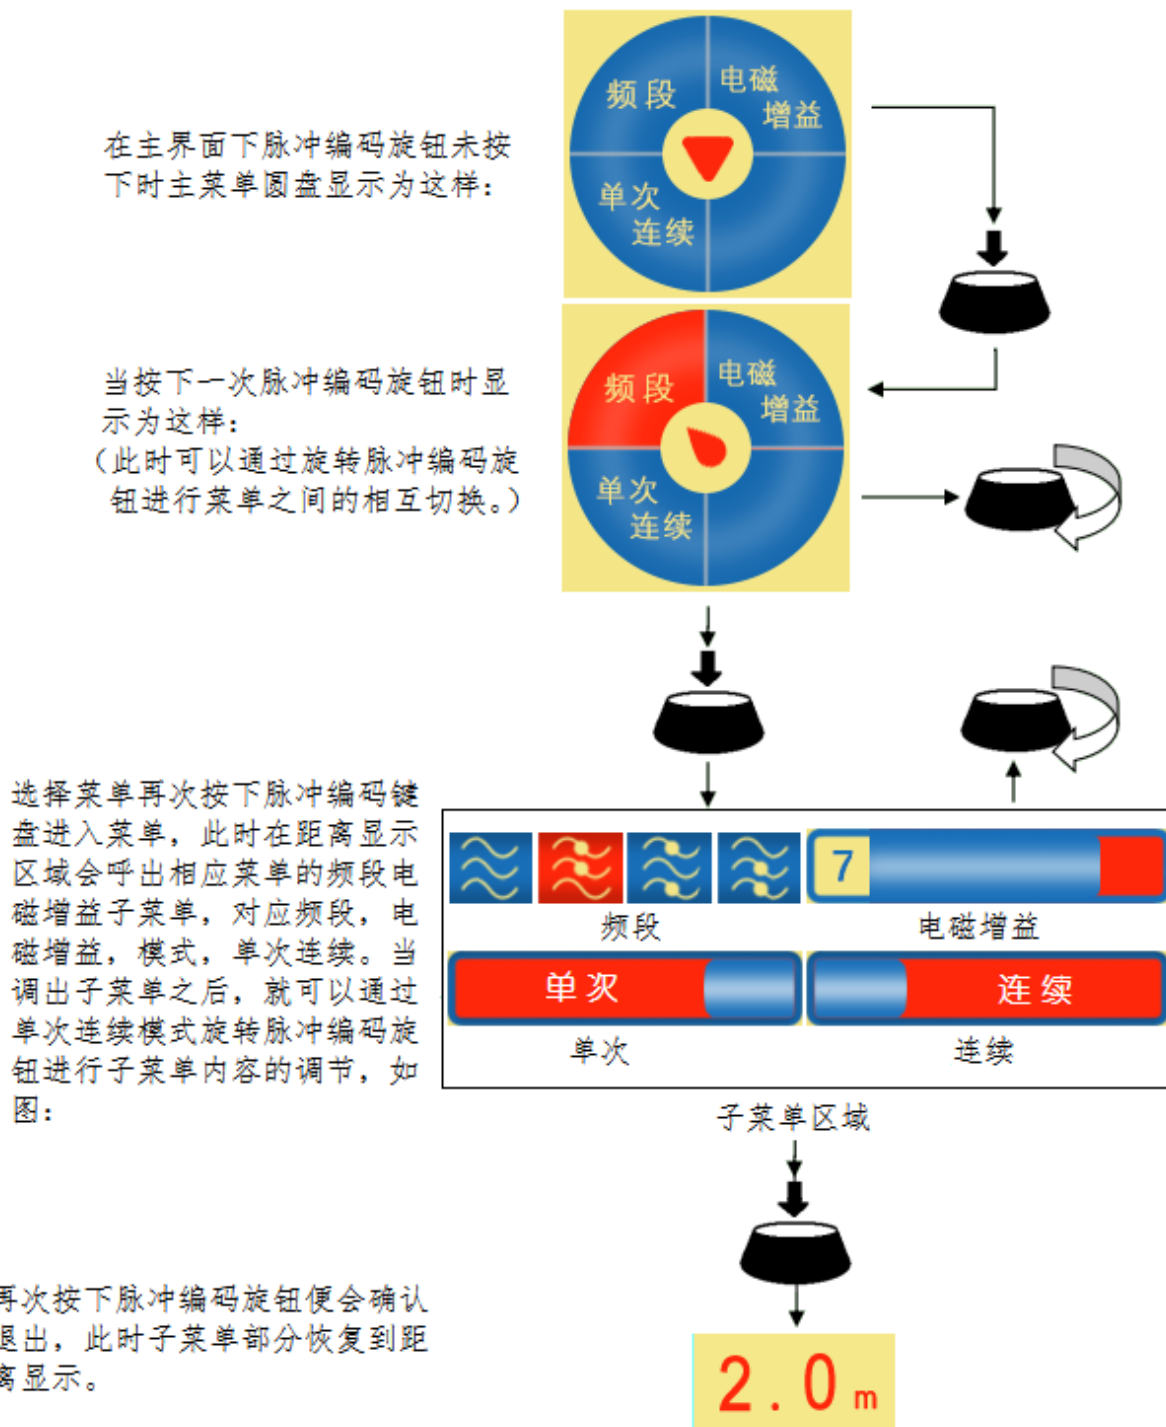 频段
电磁
增益
单次
连续
在主界面下脉冲编码旋钮未按
下时主菜单圆盘显示为这样：
频段
电磁
增益
单次
连续
当按下一次脉冲编码旋钮时显
示为这样：
（此时可以通过旋转脉冲编码旋
钮进行菜单之间的相互切换。）
选择菜单再次按下脉冲编码键
盘进入菜单，此时在距离显示
区域会呼出相应菜单的频段电
磁增益子菜单，对应频段，电
磁增益，模式，单次连续。当
调出子菜单之后，就可以通过
单次连续模式旋转脉冲编码旋
钮进行子菜单内容的调节，如
图：
7
频段
电磁增益
单次
连续
单次
连续
子菜单区域
再次按下脉冲编码旋钮便会确认
退出，此时子菜单部分恢复到距
离显示。
2.0m